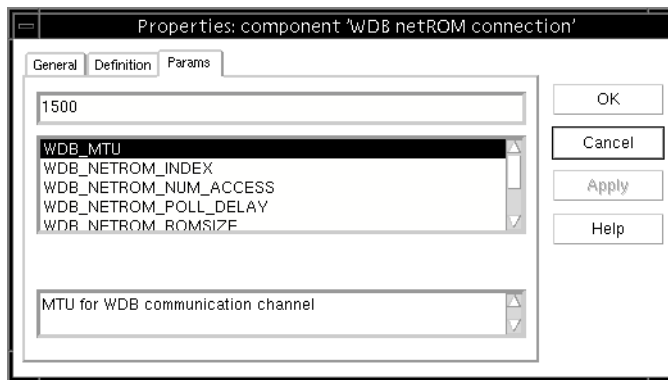 Properties: component 'WDB netROM connection'
General Definition Params
1500
WDB_MTU
WDB_NETROM_INDEX
WDB_NETROM_NUM_ACCESS
WDB_NETROM_POLL_DELAY
WDB_NETROM_ROMSIZE
MTU for WDB communication channel
OK
Cancel
Apply
Help